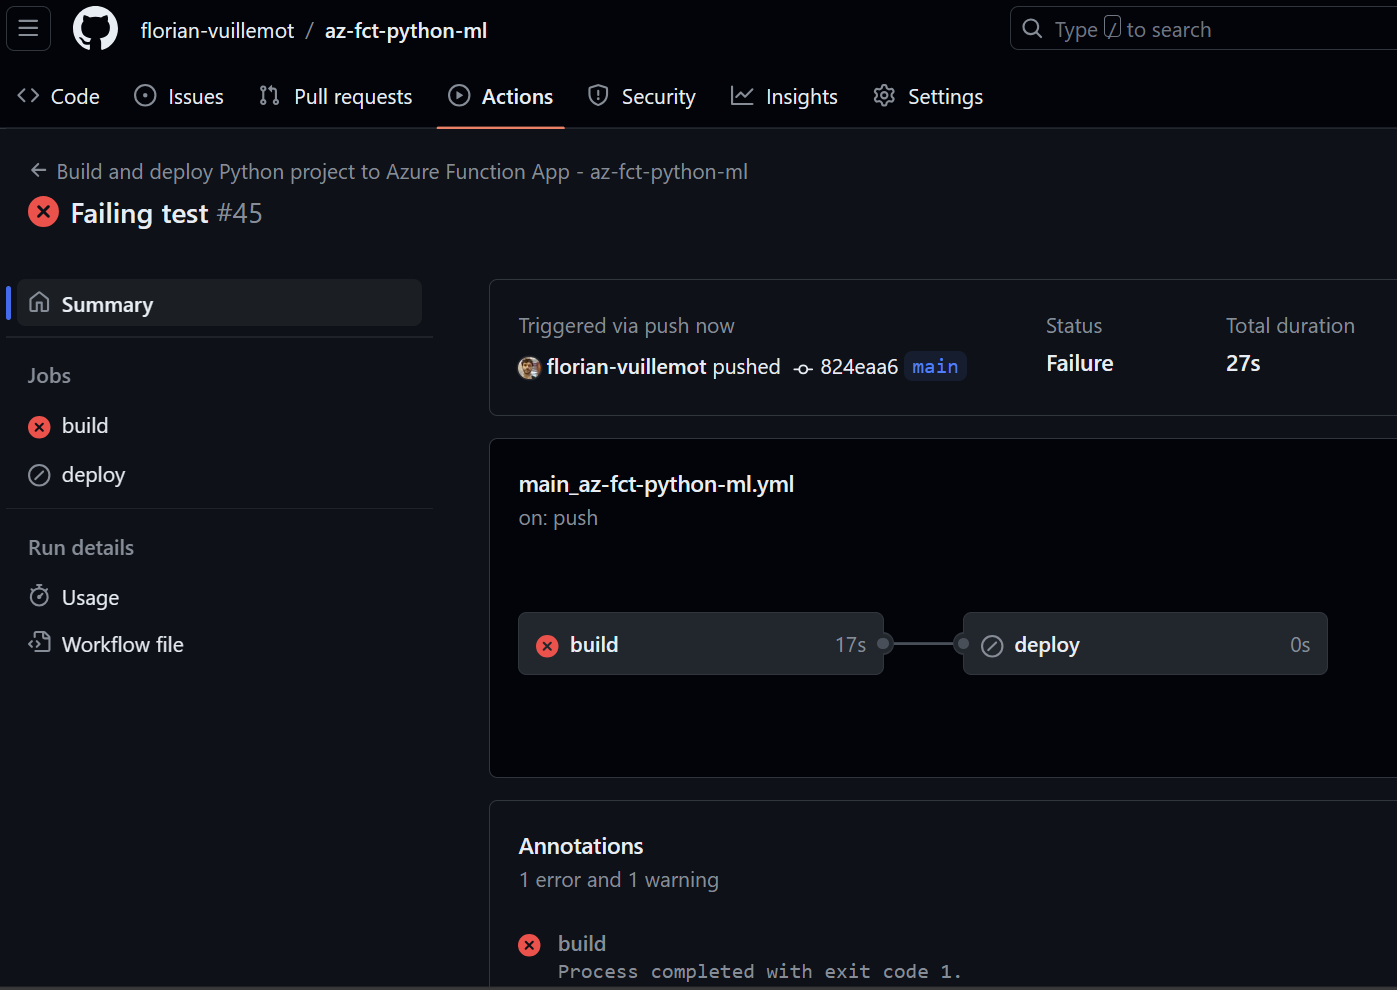 florian-vuillemot / az-fct-python-ml
Type / to search
Code Issues Pull requests Actions Security Insights Settings
Build and deploy Python project to Azure Function App - az-fct-python-ml
Failing test #45
Summary
Jobs
build
deploy
Run details
Usage
Workflow file
Triggered via push now
florian-vuillemot pushed 824eaa6 main
Status
Failure
Total duration
27s
main_az-fct-python-ml.yml
on: push
build 17s
deploy 0s
Annotations
1 error and 1 warning
build
Process completed with exit code 1.